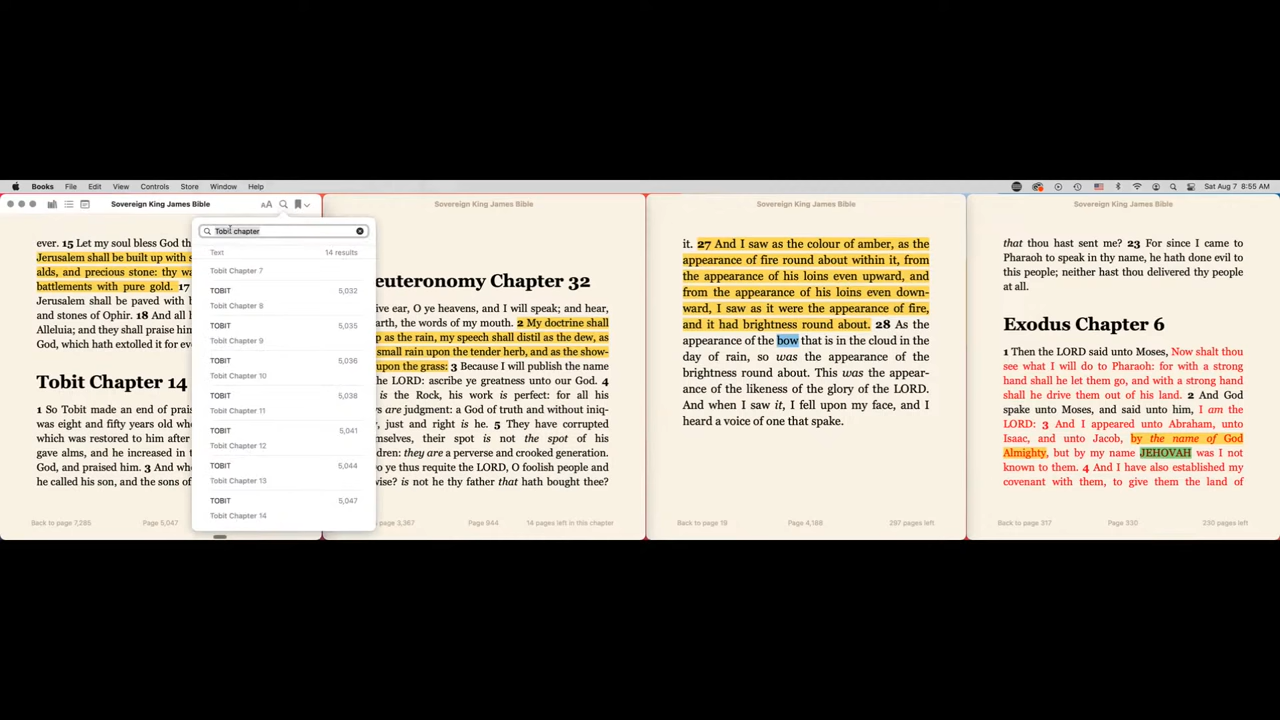 Books File Edit View Controls Store Window Help
Sat Aug 7 8:55 AM
Sovereign King James Bible
AA
Tobit chapter
Text 14 results
Tobit Chapter 7
TOBIT 5,032
Tobit Chapter 8
TOBIT 5,035
Tobit Chapter 9
TOBIT 5,036
Tobit Chapter 10
TOBIT 5,038
Tobit Chapter 11
TOBIT 5,041
Tobit Chapter 12
TOBIT 5,044
Tobit Chapter 13
TOBIT 5,047
Tobit Chapter 14
ever. 15 Let my soul bless God th
Jerusalem shall be built up with s
alds, and precious stone: thy wa
battlements with pure gold. 17
Jerusalem shall be paved with b
and stones of Ophir. 18 And all h
Alleluia; and they shall praise him
God, which hath extolled it for eve
Tobit Chapter 14
1 So Tobit made an end of prais
was eight and fifty years old who
which was restored to him after
gave alms, and he increased in t
God, and praised him. 3 And wh
he called his son, and the sons of
Back to page 7,285 Page 5,047
Sovereign King James Bible
euteronomy Chapter 32
ive ear, O ye heavens, and I will speak; and hear,
arth, the words of my mouth. 2 My doctrine shall
p as the rain, my speech shall distil as the dew, as
small rain upon the tender herb, and as the show-
upon the grass: 3 Because I will publish the name
he LORD: ascribe ye greatness unto our God. 4
is the Rock, his work is perfect: for all his
are judgment: a God of truth and without iniq-
, just and right is he. 5 They have corrupted
mselves, their spot is not the spot of his
dren: they are a perverse and crooked generation.
o ye thus requite the LORD, O foolish people and
wise? is not he thy father that hath bought thee?
3,367 Page 944 14 pages left in this chapter
Sovereign King James Bible
it. 27 And I saw as the colour of amber, as the
appearance of fire round about within it, from
the appearance of his loins even upward, and
from the appearance of his loins even down-
ward, I saw as it were the appearance of fire,
and it had brightness round about. 28 As the
appearance of the bow that is in the cloud in the
day of rain, so was the appearance of the
brightness round about. This was the appear-
ance of the likeness of the glory of the LORD.
And when I saw it, I fell upon my face, and I
heard a voice of one that spake.
Back to page 19 Page 4,188 297 pages left
Sovereign King James Bible
that thou hast sent me? 23 For since I came to
Pharaoh to speak in thy name, he hath done evil to
this people; neither hast thou delivered thy people
at all.
Exodus Chapter 6
1 Then the LORD said unto Moses, Now shalt thou
see what I will do to Pharaoh: for with a strong
hand shall he let them go, and with a strong hand
shall he drive them out of his land. 2 And God
spake unto Moses, and said unto him, I am the
LORD: 3 And I appeared unto Abraham, unto
Isaac, and unto Jacob, by the name of God
Almighty, but by my name JEHOVAH was I not
known to them. 4 And I have also established my
covenant with them, to give them the land of
Back to page 317 Page 330 230 pages left